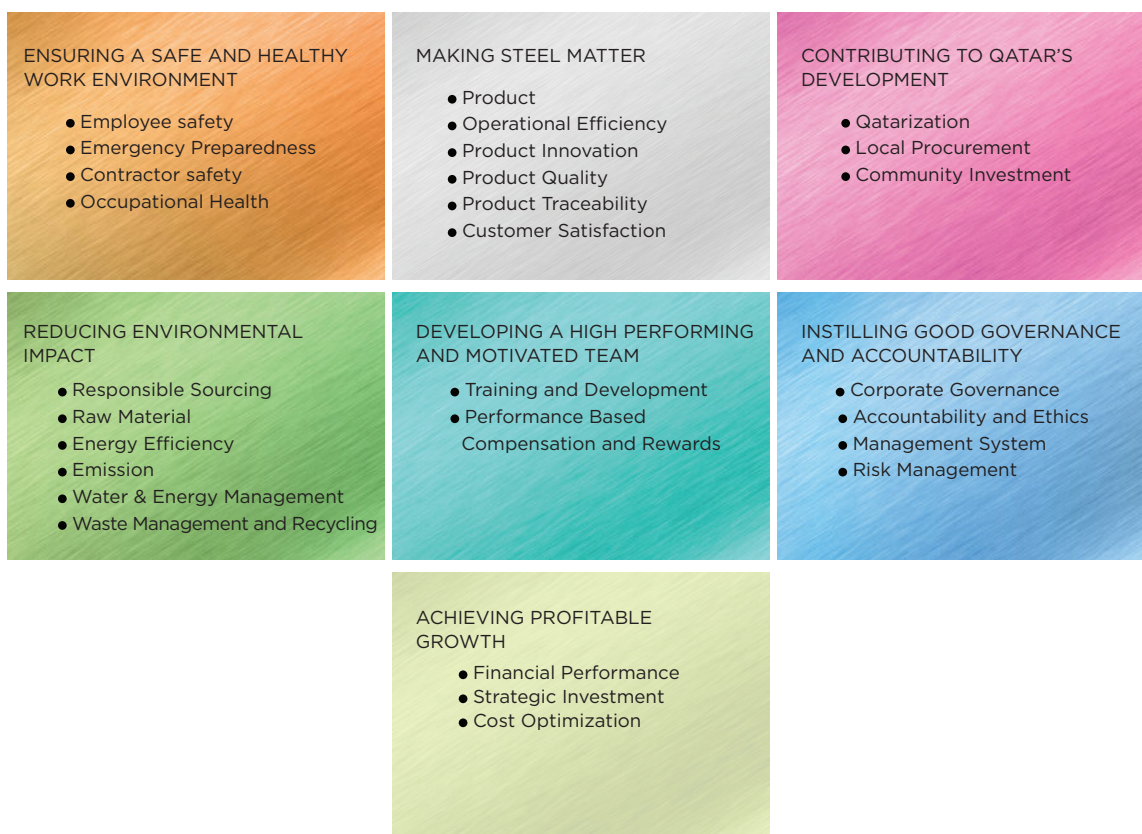 ENSURING A SAFE AND HEALTHY
WORK ENVIRONMENT
● Employee safety
● Emergency Preparedness
● Contractor safety
● Occupational Health
MAKING STEEL MATTER
● Product
● Operational Efficiency
● Product Innovation
● Product Quality
● Product Traceability
● Customer Satisfaction
CONTRIBUTING TO QATAR'S
DEVELOPMENT
● Qatarization
● Local Procurement
● Community Investment
REDUCING ENVIRONMENTAL
IMPACT
● Responsible Sourcing
● Raw Material
● Energy Efficiency
● Emission
● Water & Energy Management
● Waste Management and Recycling
DEVELOPING A HIGH PERFORMING
AND MOTIVATED TEAM
● Training and Development
● Performance Based
Compensation and Rewards
INSTILLING GOOD GOVERNANCE
AND ACCOUNTABILITY
● Corporate Governance
● Accountability and Ethics
● Management System
● Risk Management
ACHIEVING PROFITABLE
GROWTH
● Financial Performance
● Strategic Investment
● Cost Optimization